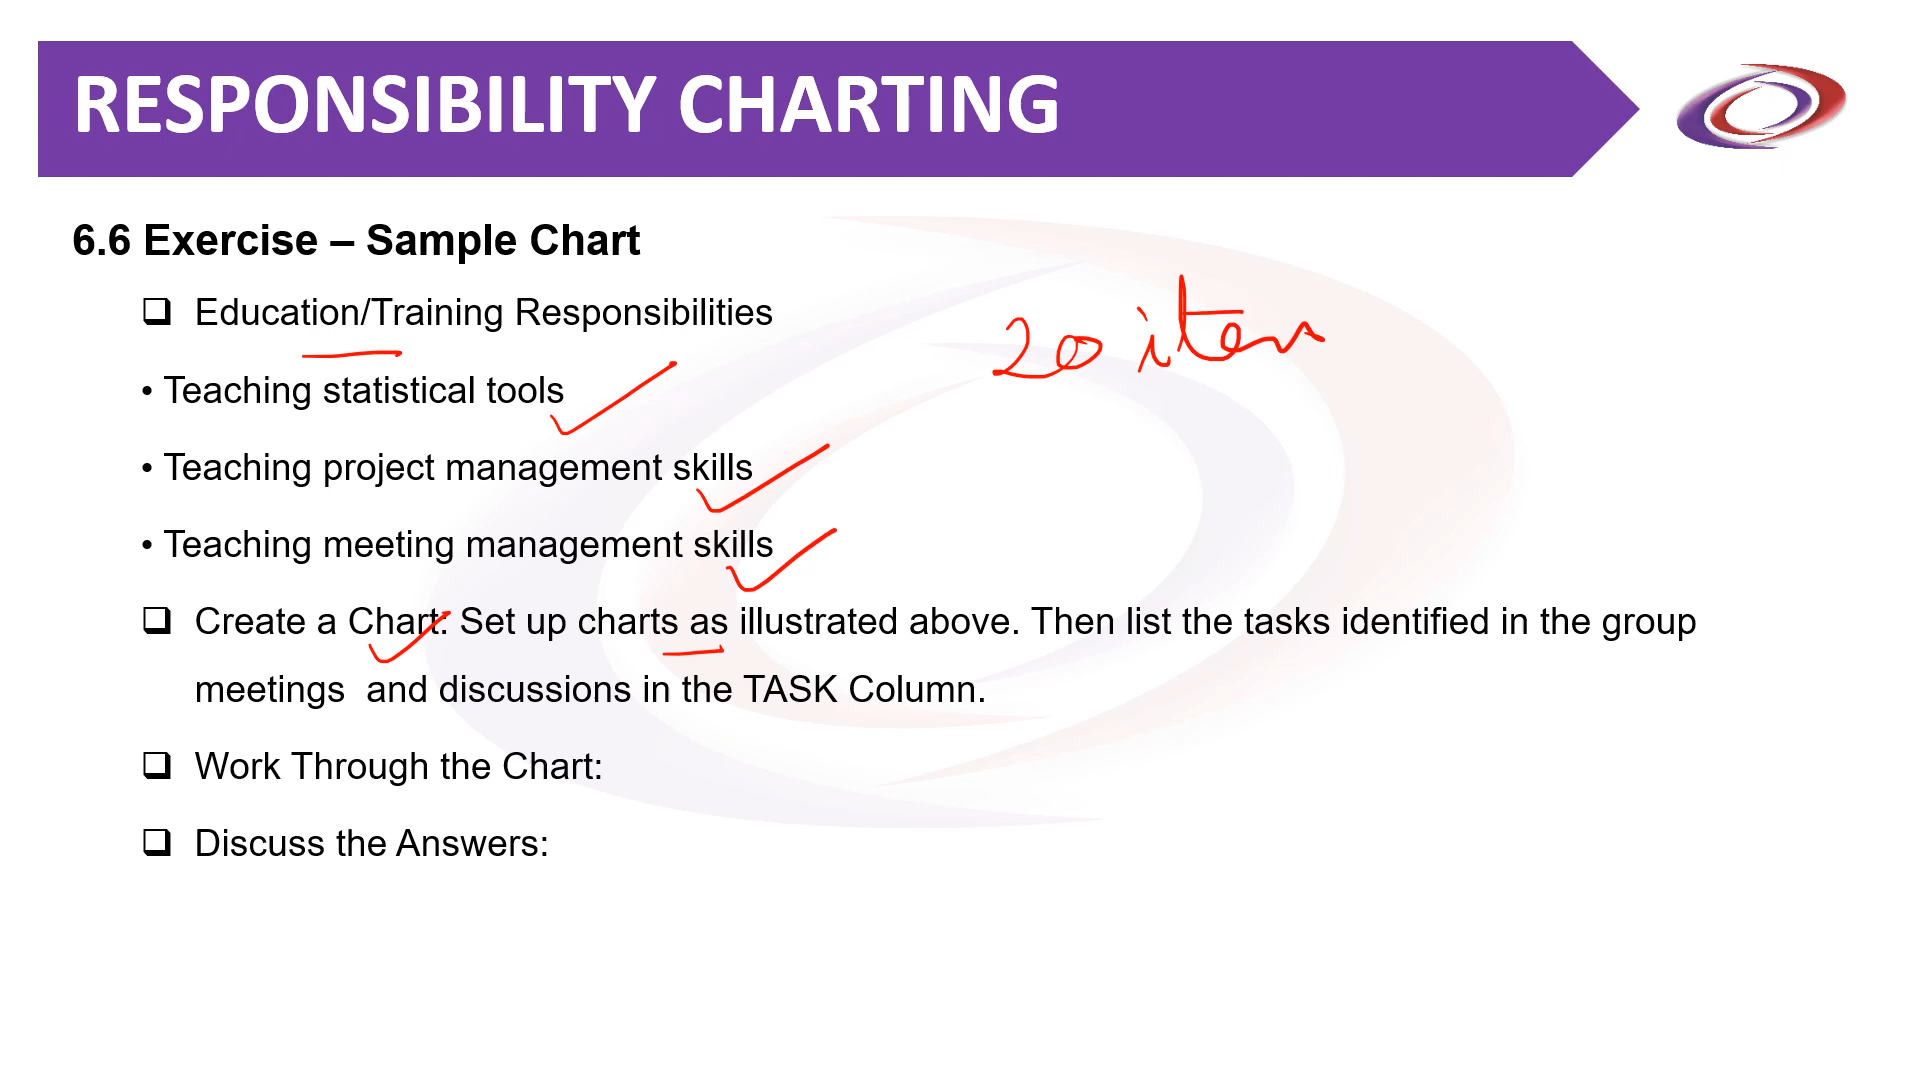 RESPONSIBILITY CHARTING
6.6 Exercise – Sample Chart
❑ Education/Training Responsibilities
20 item
• Teaching statistical tools
• Teaching project management skills
• Teaching meeting management skills
❑ Create a Chart: Set up charts as illustrated above. Then list the tasks identified in the group
meetings and discussions in the TASK Column.
❑ Work Through the Chart:
❑ Discuss the Answers: